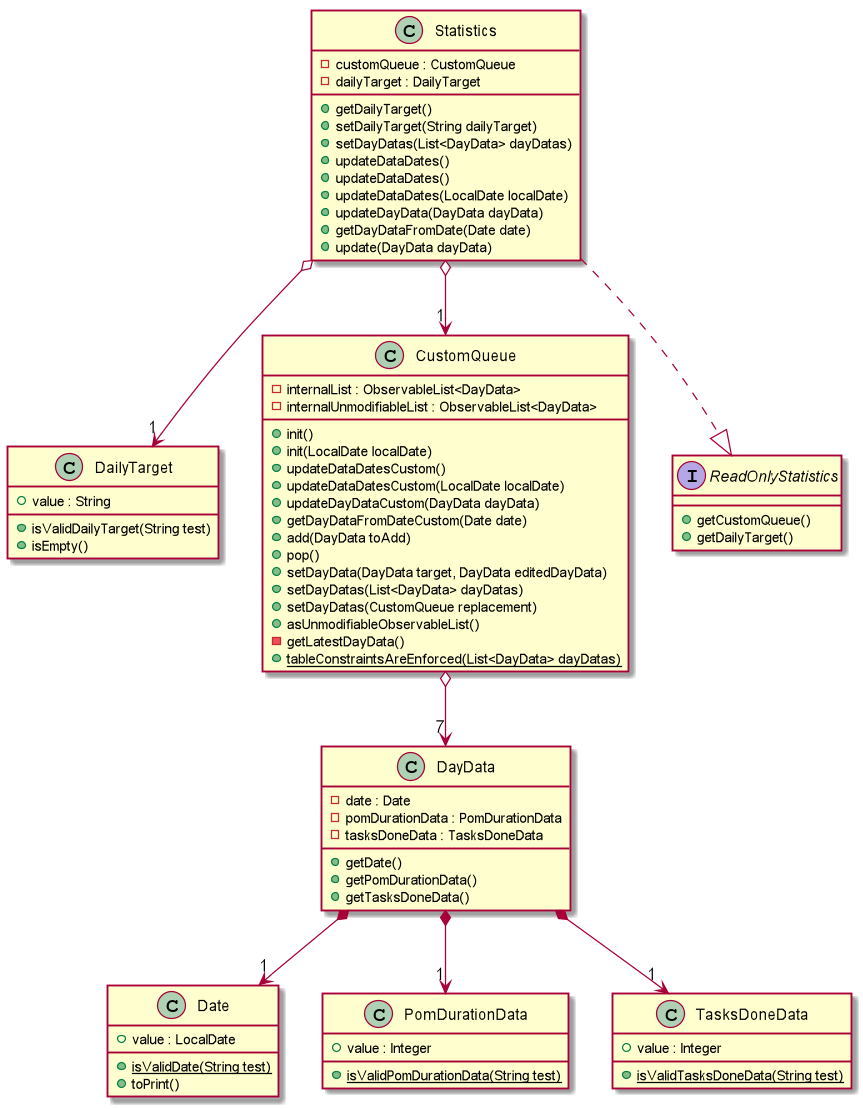 C Statistics
customQueue : CustomQueue
dailyTarget : DailyTarget
getDailyTarget()
setDailyTarget(String dailyTarget)
setDayDatas(List<DayData> dayDatas)
updateDataDates()
updateDataDates()
updateDataDates(LocalDate localDate)
updateDayData(DayData dayData)
getDayDataFromDate(Date date)
update(DayData dayData)
1
1
C CustomQueue
internalList : ObservableList<DayData>
internalUnmodifiableList : ObservableList<DayData>
init()
init(LocalDate localDate)
updateDataDatesCustom()
updateDataDatesCustom(LocalDate localDate)
updateDayDataCustom(DayData dayData)
getDayDataFromDateCustom(Date date)
add(DayData toAdd)
pop()
setDayData(DayData target, DayData editedDayData)
setDayDatas(List<DayData> dayDatas)
setDayDatas(CustomQueue replacement)
asUnmodifiableObservableList()
getLatestDayData()
tableConstraintsAreEnforced(List<DayData> dayDatas)
C DailyTarget
value : String
isValidDailyTarget(String test)
isEmpty()
I ReadOnlyStatistics
getCustomQueue()
getDailyTarget()
7
C DayData
date : Date
pomDurationData : PomDurationData
tasksDoneData : TasksDoneData
getDate()
getPomDurationData()
getTasksDoneData()
1
1
1
C Date
value : LocalDate
isValidDate(String test)
toPrint()
C PomDurationData
value : Integer
isValidPomDurationData(String test)
C TasksDoneData
value : Integer
isValidTasksDoneData(String test)